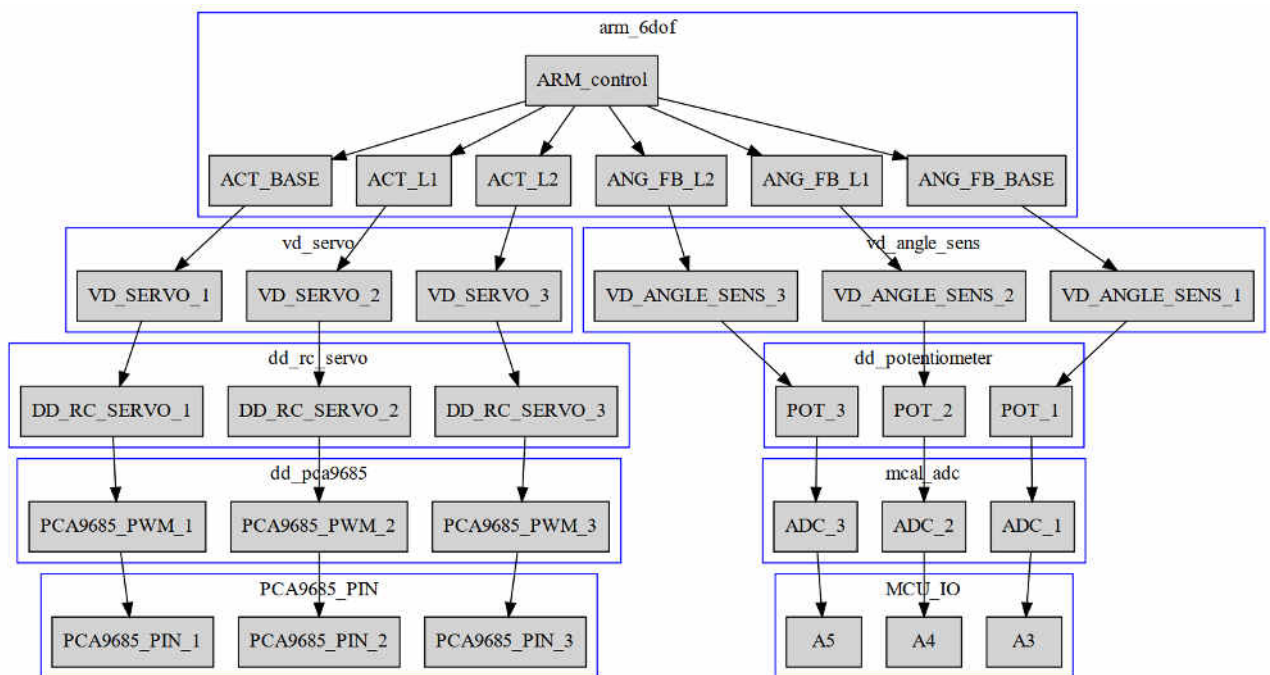 arm_6dof
ARM_control
ACT_BASE ACT_L1 ACT_L2 ANG_FB_L2 ANG_FB_L1 ANG_FB_BASE
vd_servo vd_angle_sens
VD_SERVO_1 VD_SERVO_2 VD_SERVO_3 VD_ANGLE_SENS_3 VD_ANGLE_SENS_2 VD_ANGLE_SENS_1
dd_rc_servo dd_potentiometer
DD_RC_SERVO_1 DD_RC_SERVO_2 DD_RC_SERVO_3 POT_3 POT_2 POT_1
dd_pca9685 mcal_adc
PCA9685_PWM_1 PCA9685_PWM_2 PCA9685_PWM_3 ADC_3 ADC_2 ADC_1
PCA9685_PIN MCU_IO
PCA9685_PIN_1 PCA9685_PIN_2 PCA9685_PIN_3 A5 A4 A3